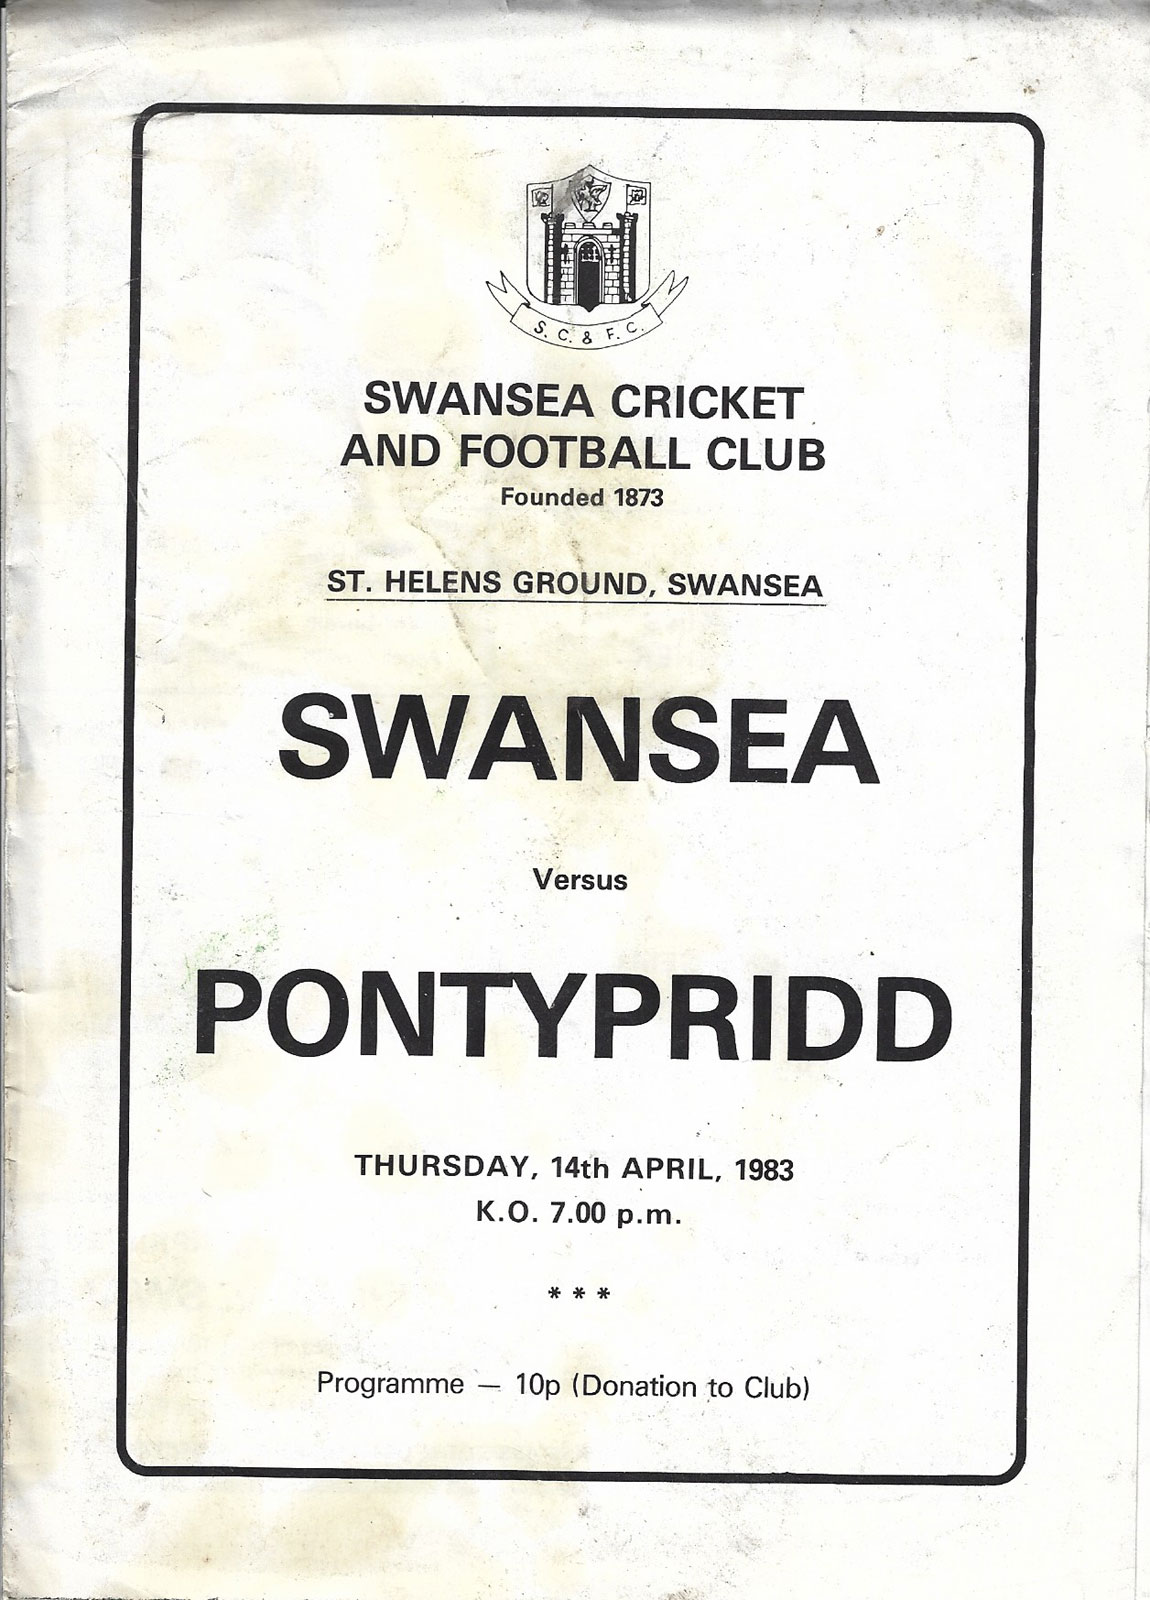 S. C. & F. C.
SWANSEA CRICKET
AND FOOTBALL CLUB
Founded 1873
ST. HELENS GROUND, SWANSEA
SWANSEA
Versus
PONTYPRIDD
THURSDAY, 14th APRIL, 1983
K.O. 7.00 p.m.
* * *
Programme — 10p (Donation to Club)